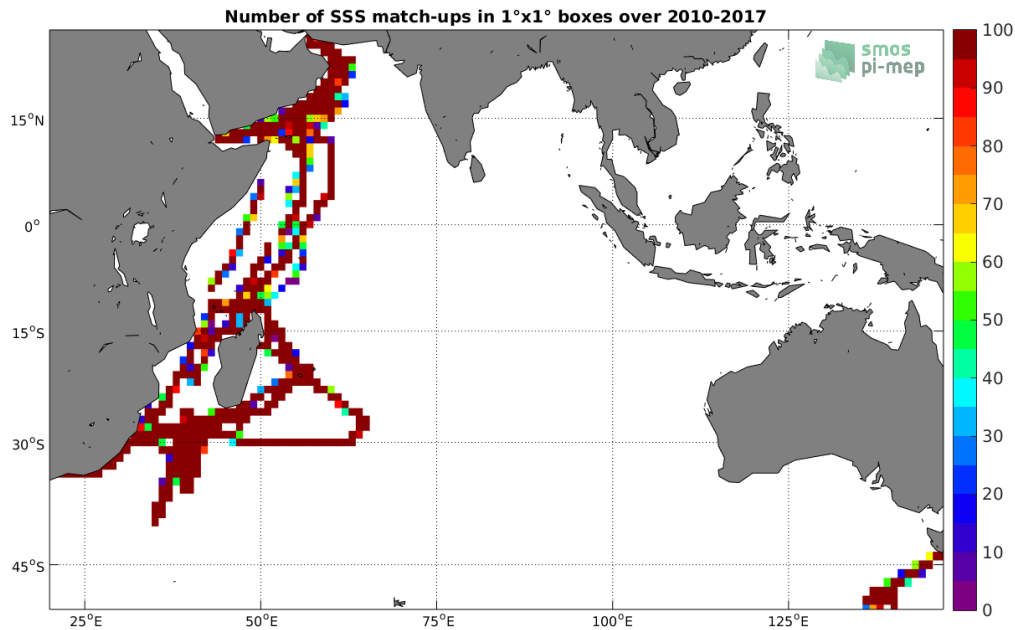 Number of SSS match-ups in 1°x1° boxes over 2010-2017
smos
pi-mep
15°N
0°
15°S
30°S
45°S
25°E
50°E
75°E
100°E
125°E
100
90
80
70
60
50
40
30
20
10
0